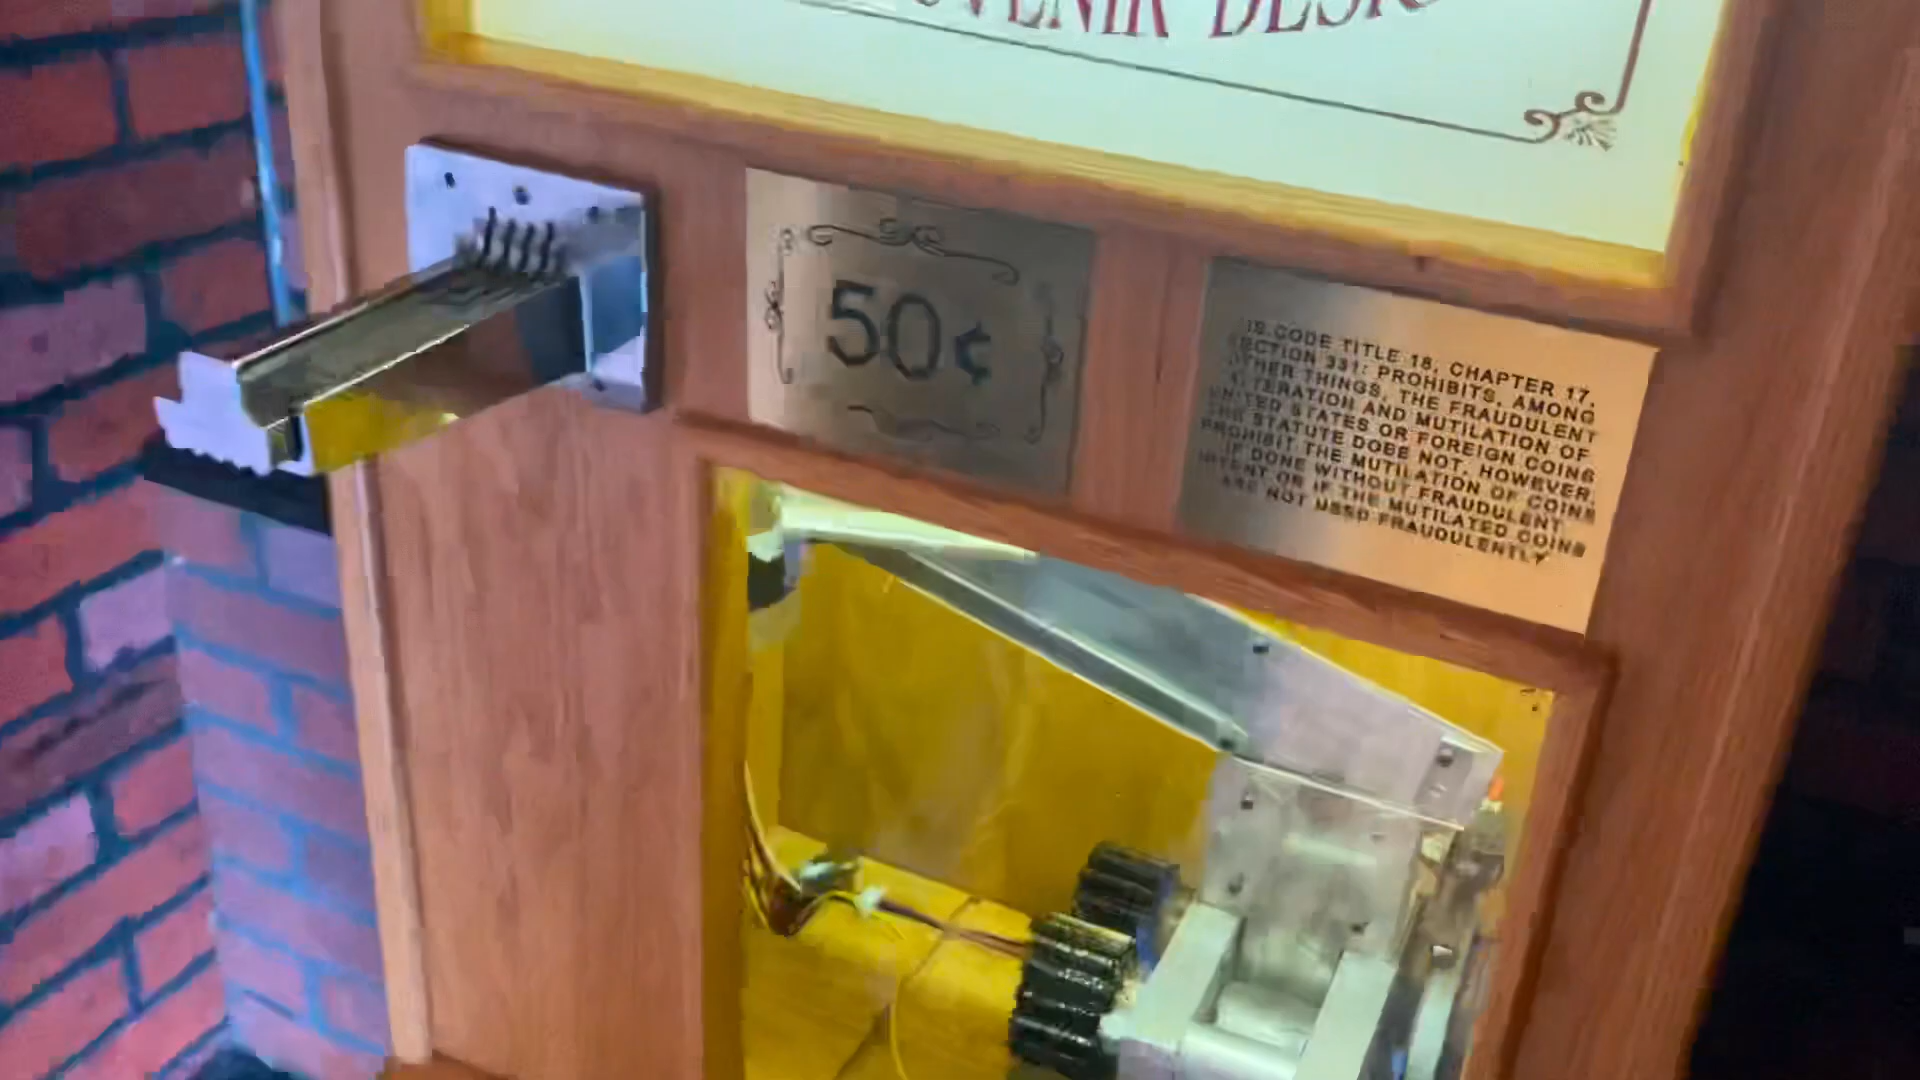 50¢
CODE TITLE 18, CHAPTER 17,
SECTION 331: PROHIBITS, AMONG
OTHER THINGS, THE FRAUDULENT
ALTERATION AND MUTILATION OF
UNITED STATES OR FOREIGN COINS
THE STATUTE DOBE NOT, HOWEVER,
PROHIBIT THE MUTILATION OF COINS
IF DONE WITHOUT FRAUDULENT
INTENT OR IF THE MUTILATED COINS
ARE NOT USED FRAUDULENTLY